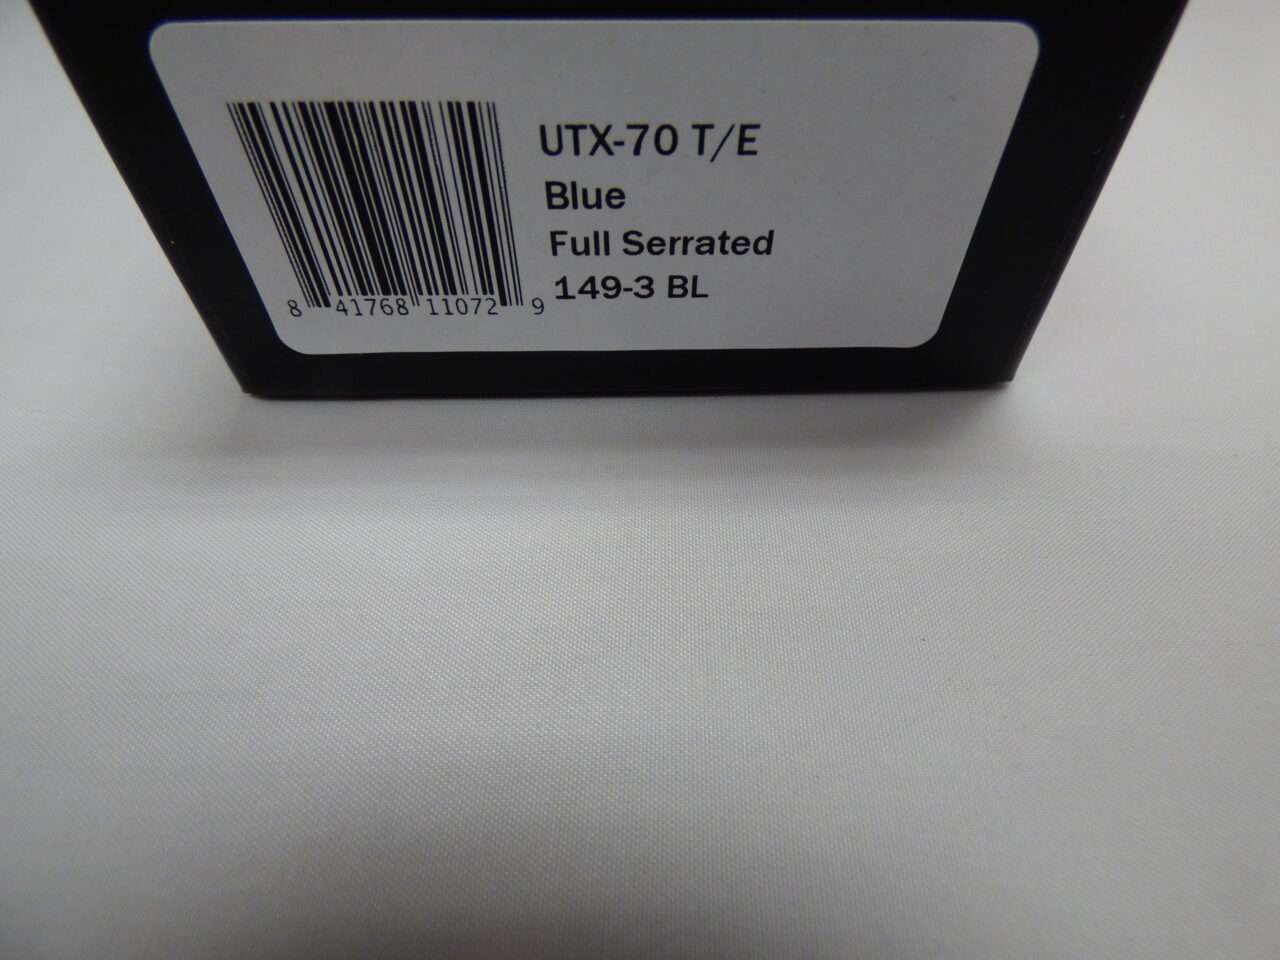 UTX-70 T/E
Blue
Full Serrated
149-3 BL
8 41768 11072 9